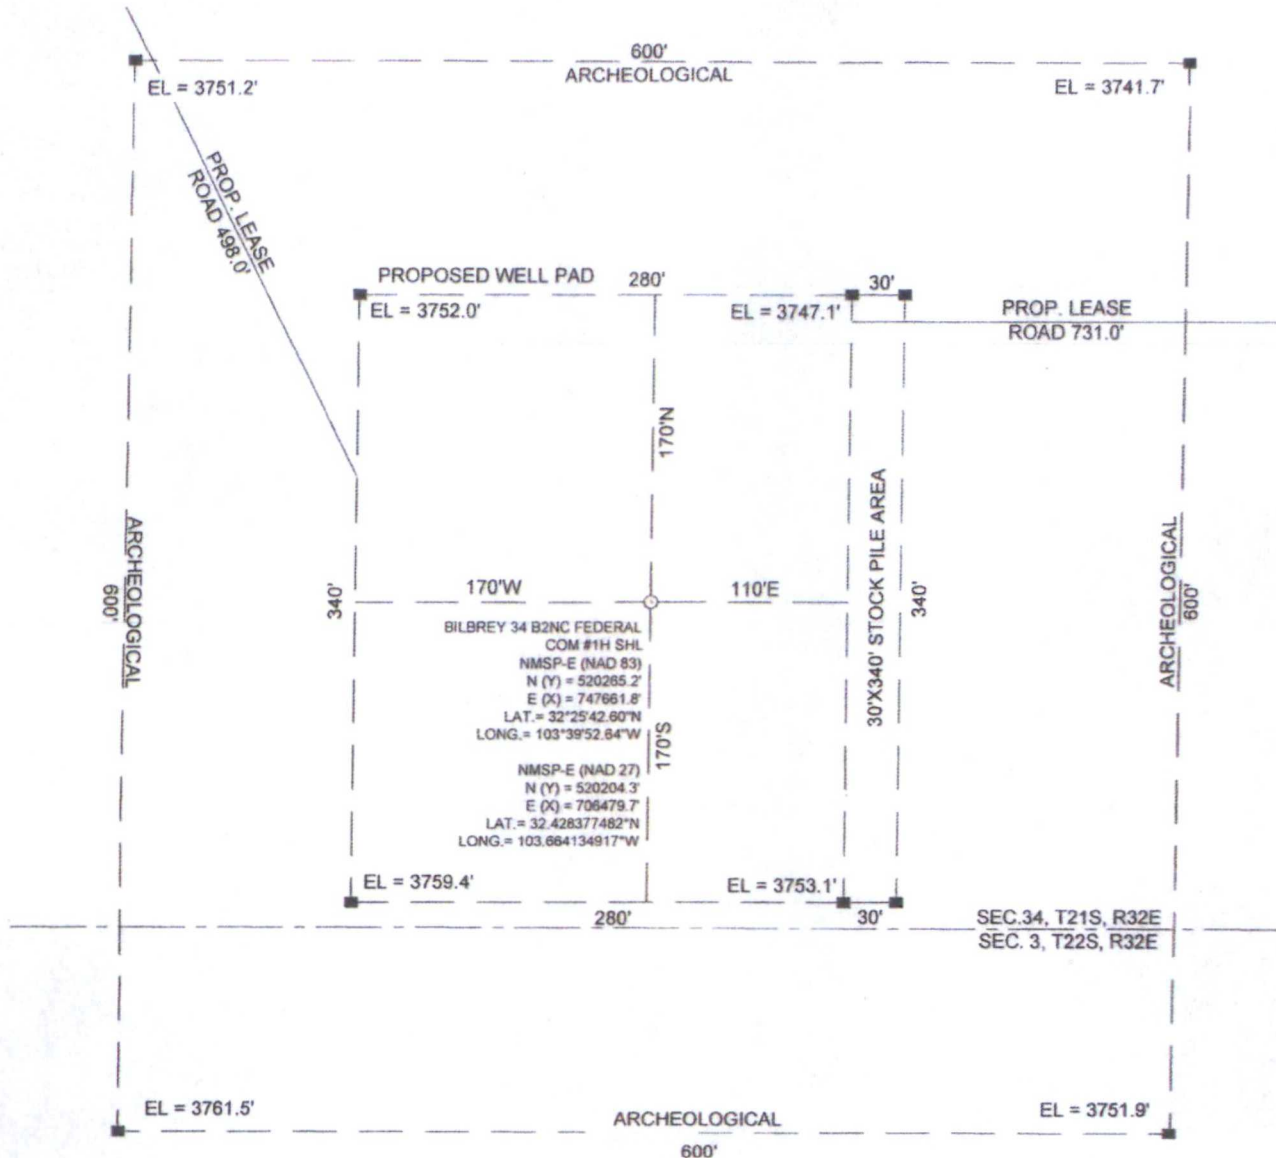 600'
ARCHEOLOGICAL
EL = 3751.2'
EL = 3741.7'
PROP. LEASE
ROAD 498.0'
PROPOSED WELL PAD
280'
30'
EL = 3752.0'
EL = 3747.1'
PROP. LEASE
ROAD 731.0'
170'N
ARCHEOLOGICAL
600'
340'
170'W
110'E
30'X340' STOCK PILE AREA
340'
ARCHEOLOGICAL
600'
BILBREY 34 B2NC FEDERAL
COM #1H SHL
NMSP-E (NAD 83)
N (Y) = 520265.2'
E (X) = 747661.8'
LAT.= 32°25'42.60"N
LONG.= 103°39'52.64"W
170'S
NMSP-E (NAD 27)
N (Y) = 520204.3'
E (X) = 706479.7'
LAT.= 32.428377482°N
LONG.= 103.664134917°W
EL = 3759.4'
EL = 3753.1'
280'
30'
SEC.34, T21S, R32E
SEC. 3, T22S, R32E
EL = 3761.5'
EL = 3751.9'
ARCHEOLOGICAL
600'